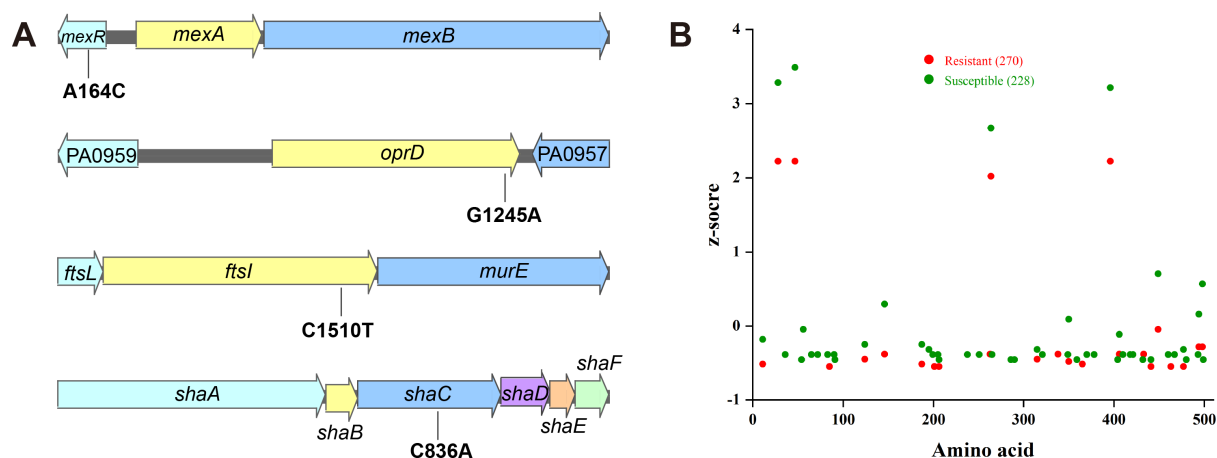 A
mexR mexA mexB
A164C
PA0959 oprD PA0957
G1245A
ftsL ftsI murE
C1510T
shaF
shaA shaC shaD
shaB shaE
C836A
B
4
3
2
1
0
-1
z-socre
Resistant (270)
Susceptible (228)
0 100 200 300 400 500
Amino acid